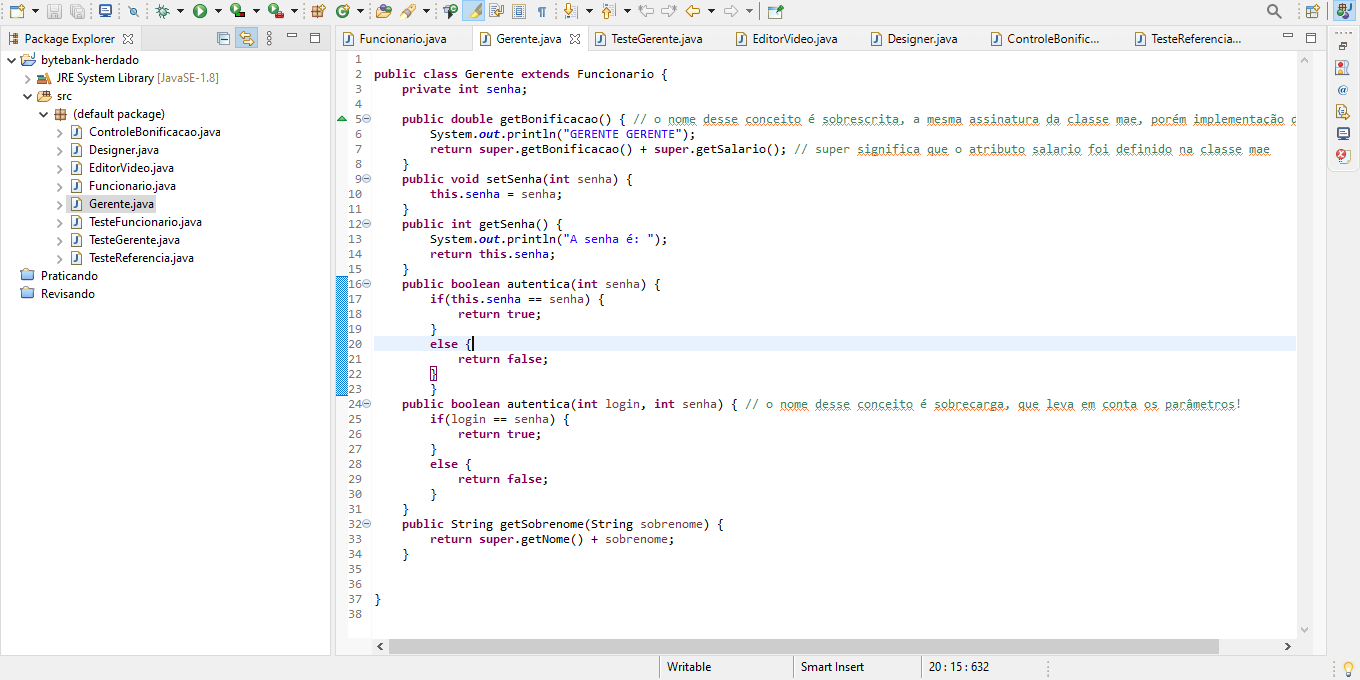 Package Explorer
bytebank-herdado
JRE System Library [JavaSE-1.8]
src
(default package)
ControleBonificacao.java
Designer.java
EditorVideo.java
Funcionario.java
Gerente.java
TesteFuncionario.java
TesteGerente.java
TesteReferencia.java
Praticando
Revisando
Funcionario.java Gerente.java TesteGerente.java EditorVideo.java Designer.java ControleBonific... TesteReferencia...
1
2 public class Gerente extends Funcionario {
3 private int senha;
4
5 public double getBonificacao() { // o nome desse conceito é sobrescrita, a mesma assinatura da classe mae, porém implementação
6 System.out.println("GERENTE GERENTE");
7 return super.getBonificacao() + super.getSalario(); // super significa que o atributo salario foi definido na classe mae
8 }
9 public void setSenha(int senha) {
10 this.senha = senha;
11 }
12 public int getSenha() {
13 System.out.println("A senha é: ");
14 return this.senha;
15 }
16 public boolean autentica(int senha) {
17 if(this.senha == senha) {
18 return true;
19 }
20 else {
21 return false;
22 }
23 }
24 public boolean autentica(int login, int senha) { // o nome desse conceito é sobrecarga, que leva em conta os parâmetros!
25 if(login == senha) {
26 return true;
27 }
28 else {
29 return false;
30 }
31 }
32 public String getSobrenome(String sobrenome) {
33 return super.getNome() + sobrenome;
34 }
35
36
37 }
38
Writable Smart Insert 20 : 15 : 632